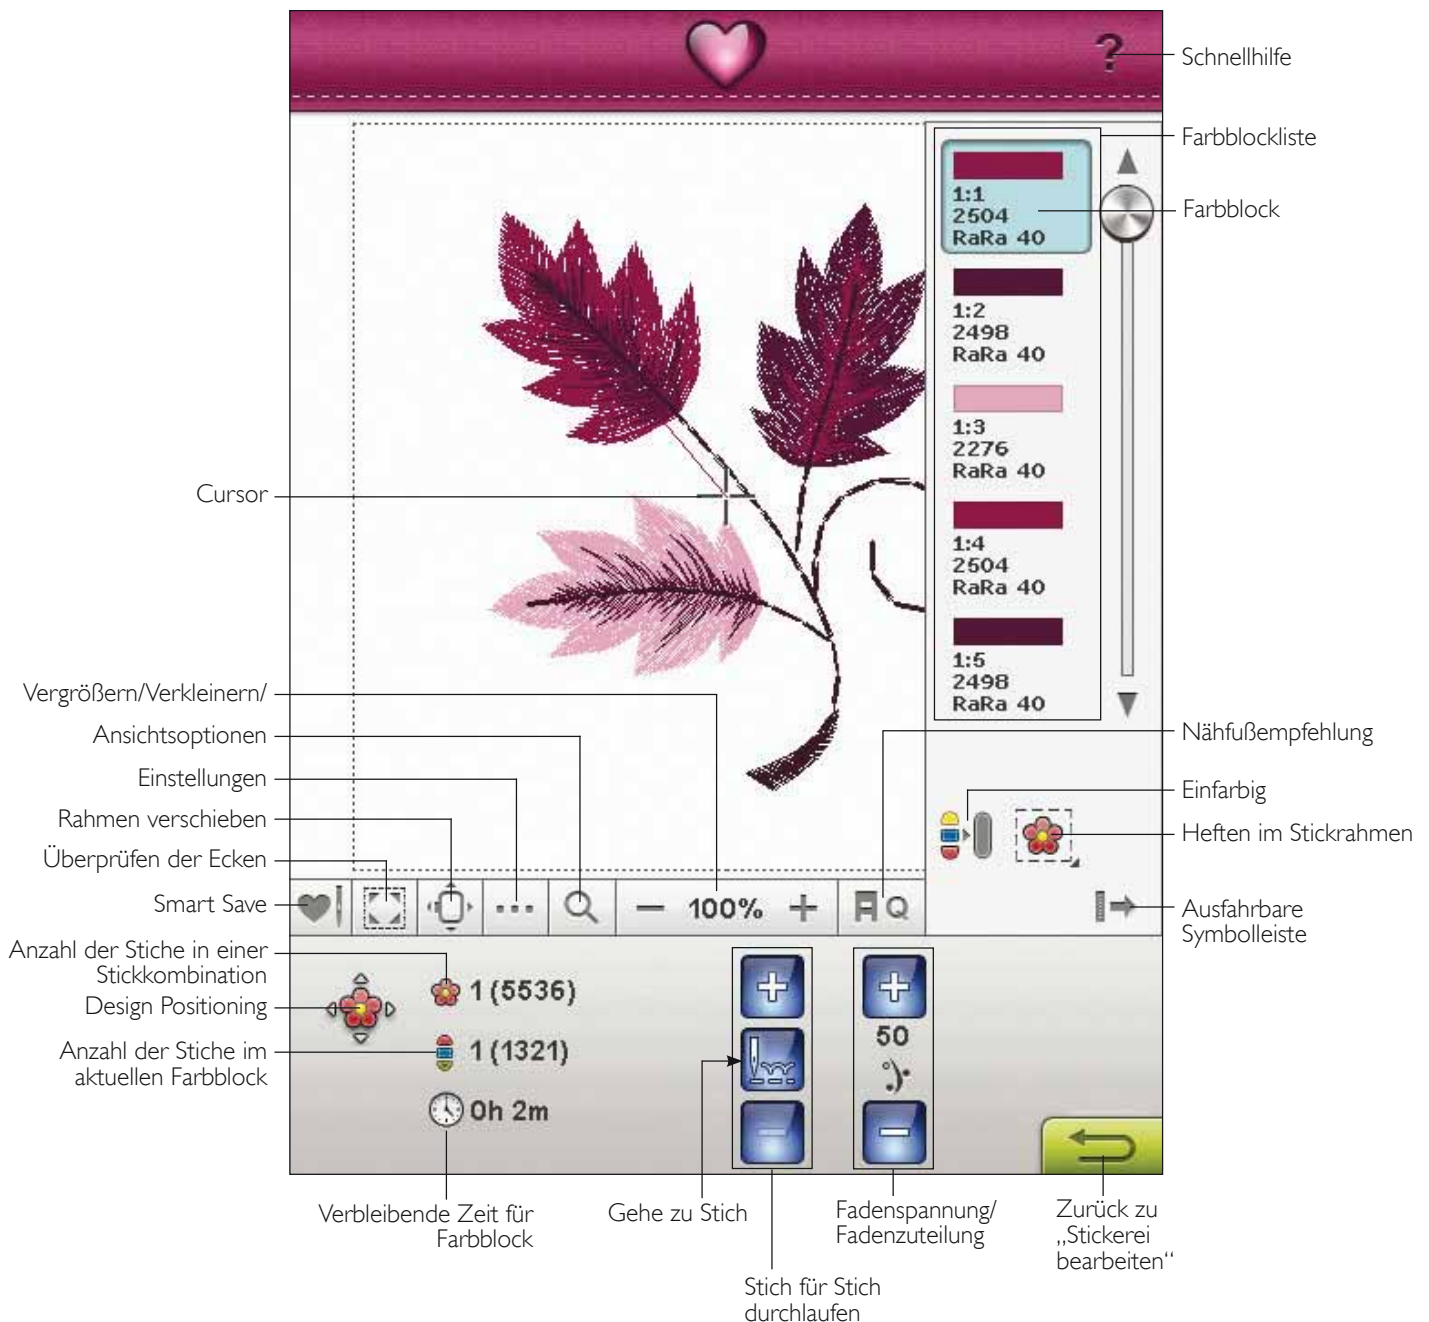 ?
Schnellhilfe
Farbblockliste
Farbblock
1:1
2504
RaRa 40
1:2
2498
RaRa 40
1:3
2276
RaRa 40
1:4
2504
RaRa 40
1:5
2498
RaRa 40
Cursor
Vergrößern/Verkleinern/
Ansichtsoptionen
Einstellungen
Rahmen verschieben
Überprüfen der Ecken
Smart Save
Anzahl der Stiche in einer
Stickkombination
Design Positioning
Anzahl der Stiche im
aktuellen Farbblock
Nähfußempfehlung
Einfarbig
Heften im Stickrahmen
Ausfahrbare
Symbolleiste
100%
Q
1 (5536)
1 (1321)
0h 2m
50
Verbleibende Zeit für
Farbblock
Gehe zu Stich
Stich für Stich
durchlaufen
Fadenspannung/
Fadenzuteilung
Zurück zu
„Stickerei
bearbeiten“